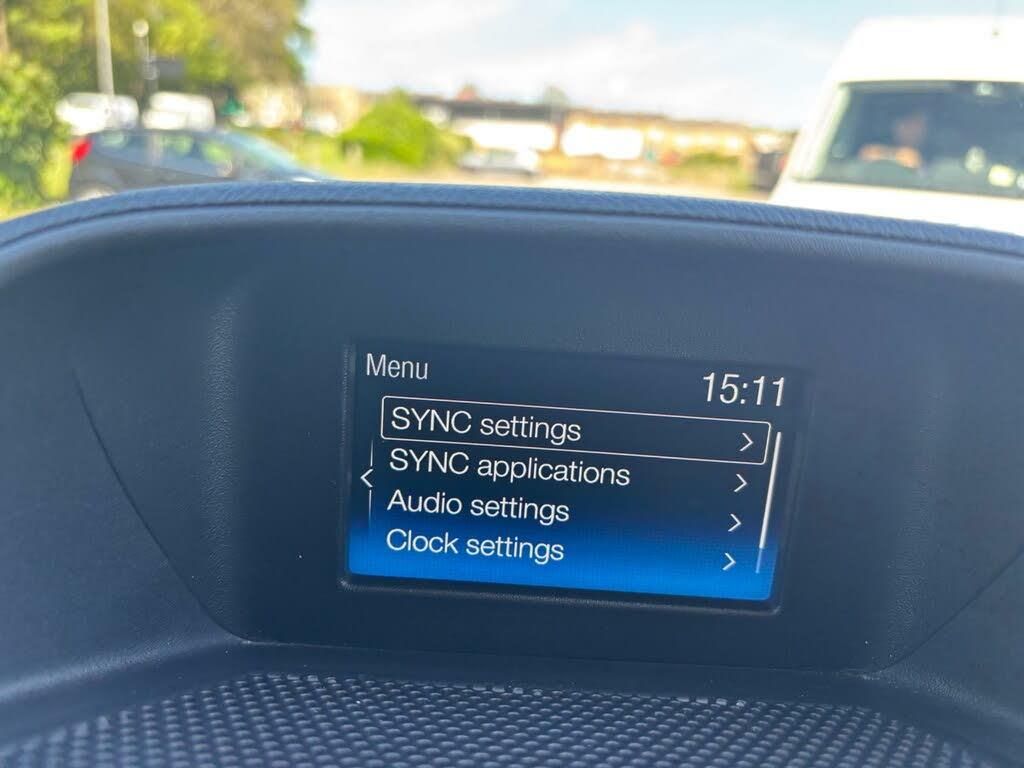 Menu
15:11
SYNC settings
SYNC applications
Audio settings
Clock settings